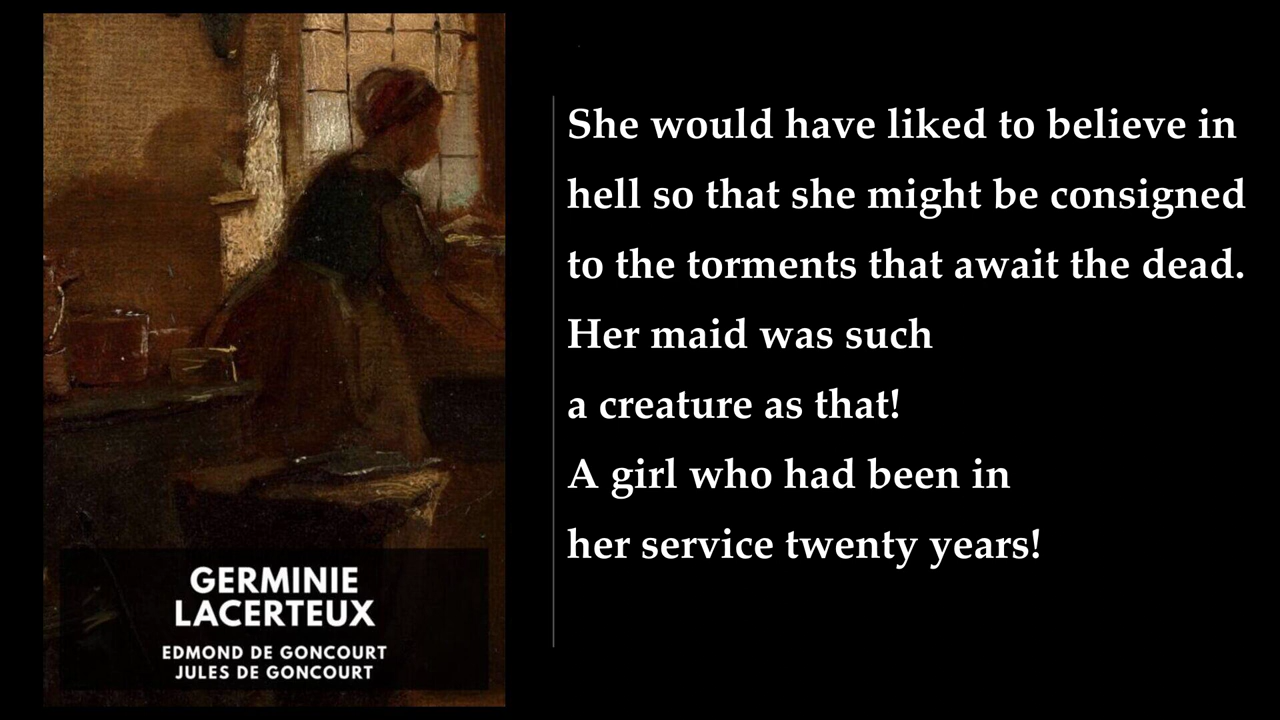 She would have liked to believe in
hell so that she might be consigned
to the torments that await the dead.
Her maid was such
a creature as that!
A girl who had been in
her service twenty years!
GERMINIE
LACERTEUX
EDMOND DE GONCOURT
JULES DE GONCOURT